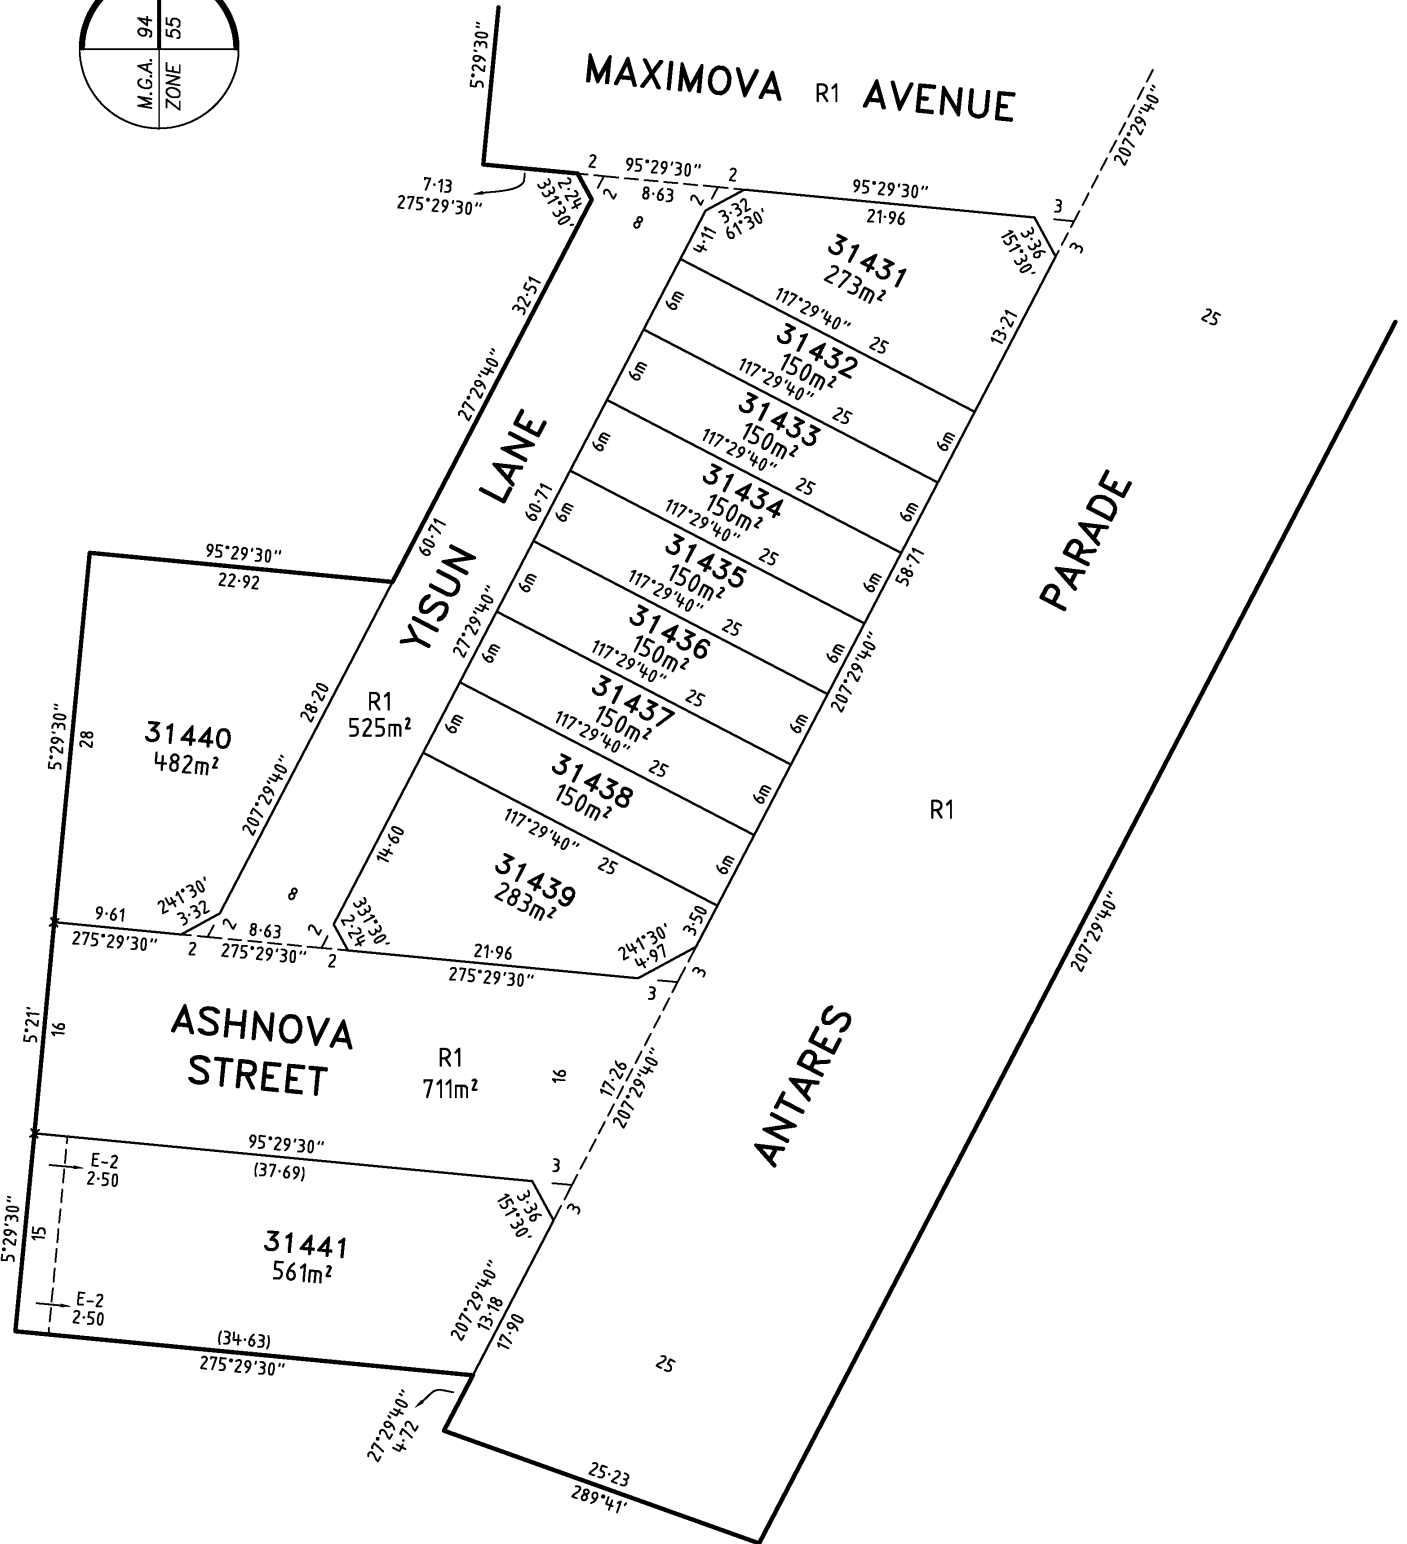 M.G.A. 94
ZONE 55
5°29'30"
MAXIMOVA R1 AVENUE
207°29'40"
7·13
275°29'30"
2·24
331°30'
2
2
95°29'30"
8·63
2
2
3·32
61°30'
8
4·11
95°29'30"
21·96
3
3
3·36
151°30'
31431
273m²
13·21
25
117°29'40" 25
6m
31432
150m²
117°29'40" 25
6m
6m
31433
150m²
117°29'40" 25
6m
6m
31434
150m²
117°29'40" 25
6m
6m
31435
150m²
117°29'40" 25
6m
6m
31436
150m²
117°29'40" 25
6m
6m
31437
150m²
117°29'40" 25
6m
6m
31438
150m²
117°29'40" 25
6m
31439
283m²
32·51
27°29'40"
60·71
YISUN LANE
60·71
27°29'40"
R1
525m²
58·71
207°29'40"
ANTARES PARADE
R1
207°29'40"
95°29'30"
22·92
5°29'30"
28
31440
482m²
28·20
207°29'40"
241°30'
3·32
9·61
275°29'30"
2
2
8
8·63
275°29'30"
2
2
14·60
331°30'
2·24
21·96
275°29'30"
241°30'
4·97
3·50
3
3
5°21'
16
ASHNOVA
STREET
R1
711m²
16
17·26
207°29'40"
95°29'30"
(37·69)
3
3
3·36
151°30'
E-2
2·50
5°29'30"
15
31441
561m²
E-2
2·50
207°29'40"
13·18
17·90
(34·63)
275°29'30"
27°29'40"
4·72
25
25·23
289°41'